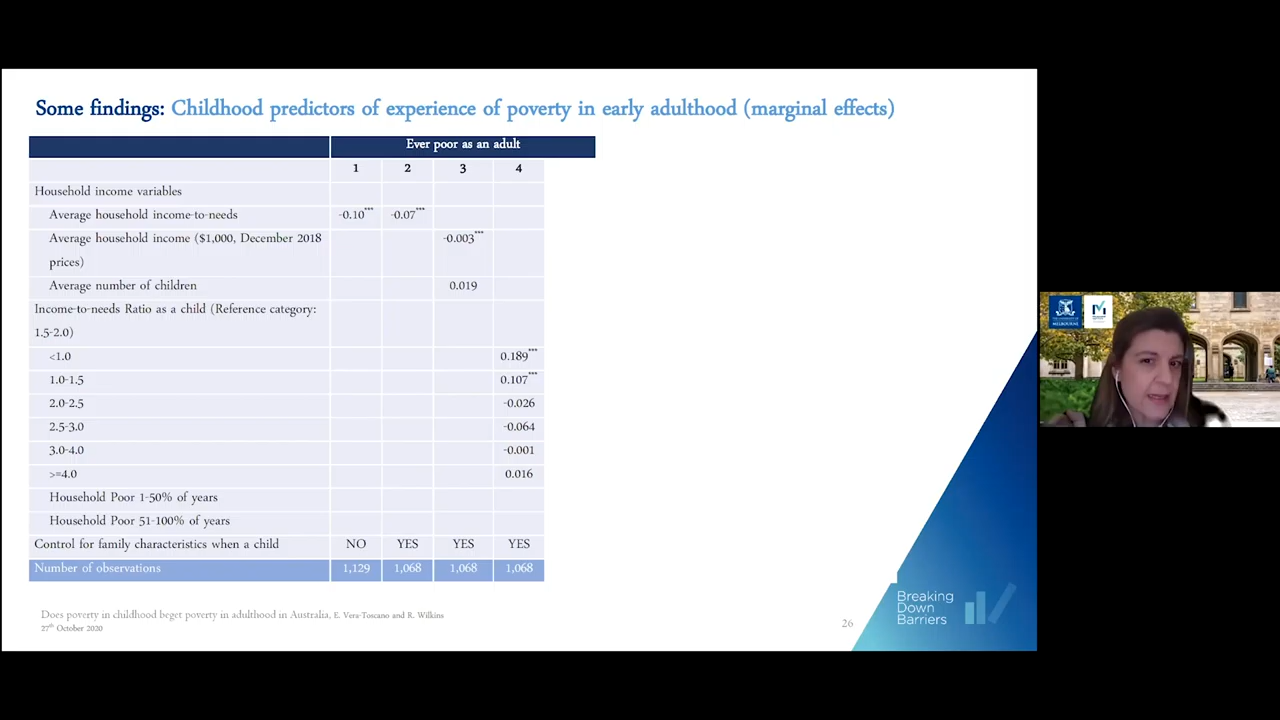 Some findings: Childhood predictors of experience of poverty in early adulthood (marginal effects)
Ever poor as an adult
1 2 3 4
Household income variables
Average household income-to-needs -0.10*** -0.07***
Average household income ($1,000, December 2018 -0.003***
prices)
Average number of children 0.019
Income-to-needs Ratio as a child (Reference category:
1.5-2.0)
<1.0 0.189***
1.0-1.5 0.107***
2.0-2.5 -0.026
2.5-3.0 -0.064
3.0-4.0 -0.001
>=4.0 0.016
Household Poor 1-50% of years
Household Poor 51-100% of years
Control for family characteristics when a child NO YES YES YES
Number of observations 1,129 1,068 1,068 1,068
Does poverty in childhood beget poverty in adulthood in Australia, E. Vera-Toscano and R. Wilkins
27th October 2020
26
Breaking
Down
Barriers
MELBOURNE